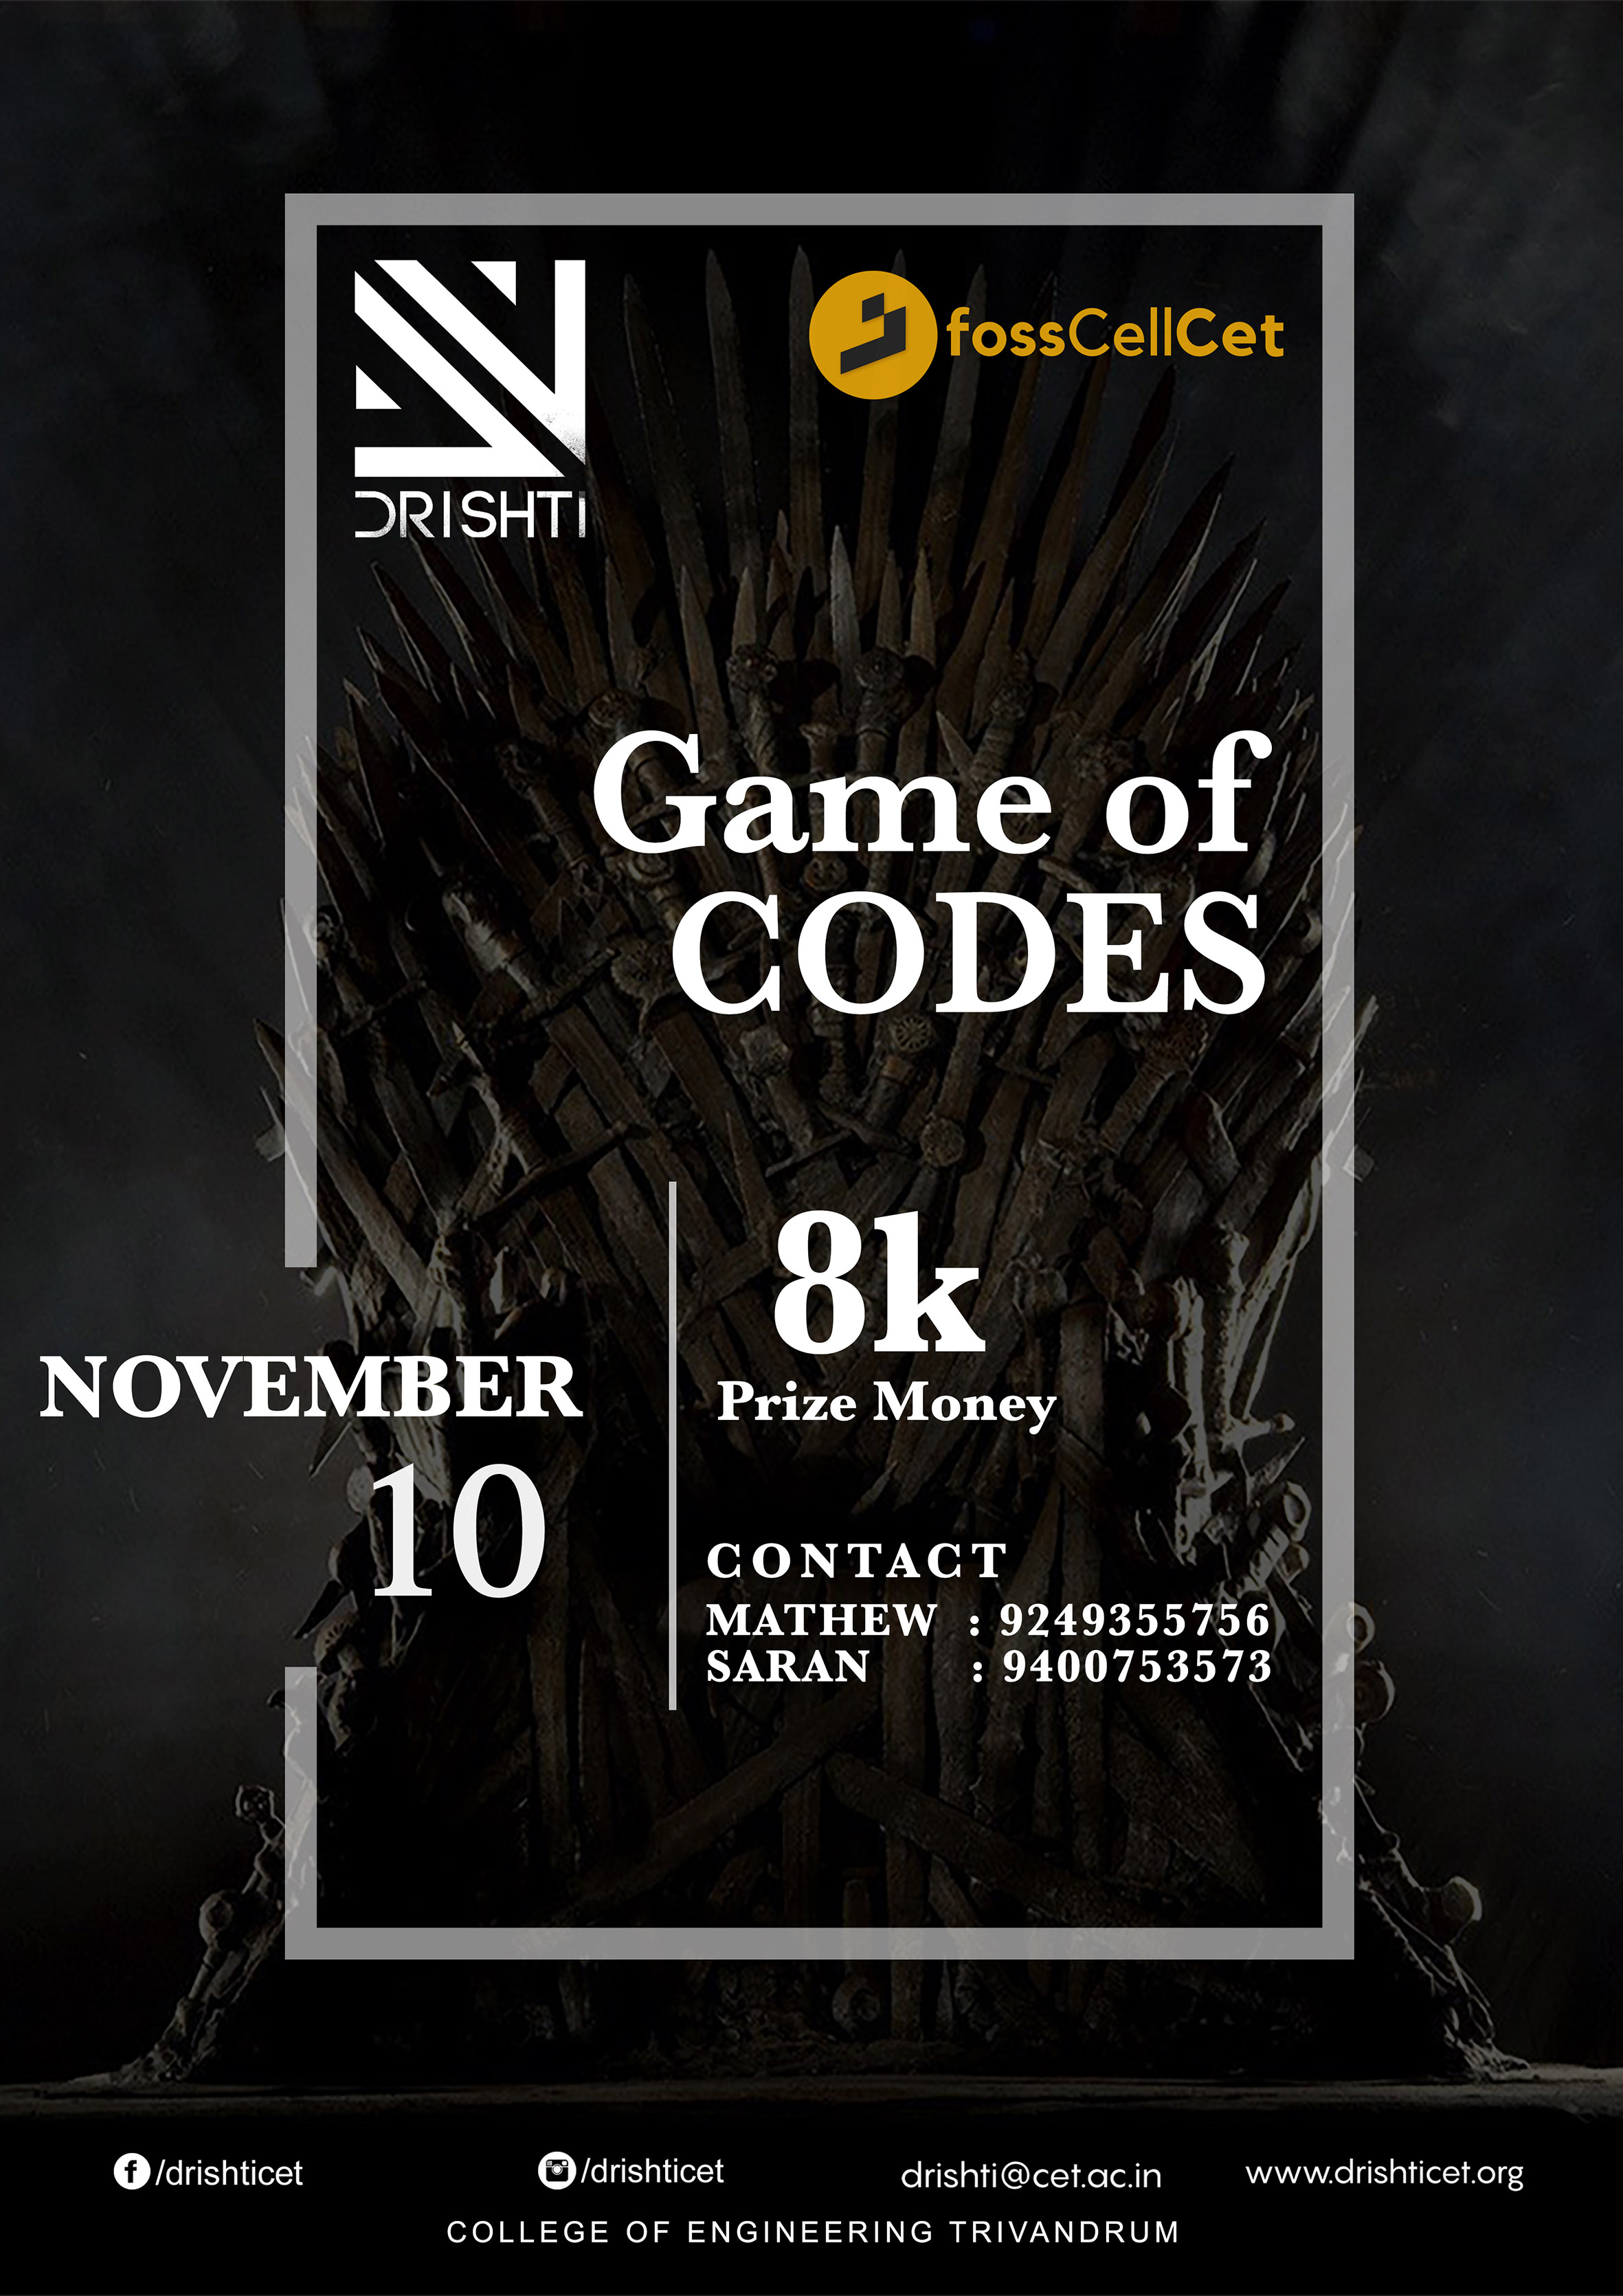 DRISHTI
fossCellCet
Game of
CODES
NOVEMBER
10
8k
Prize Money
CONTACT
MATHEW : 9249355756
SARAN : 9400753573
/drishticet
/drishticet
drishti@cet.ac.in
www.drishticet.org
COLLEGE OF ENGINEERING TRIVANDRUM